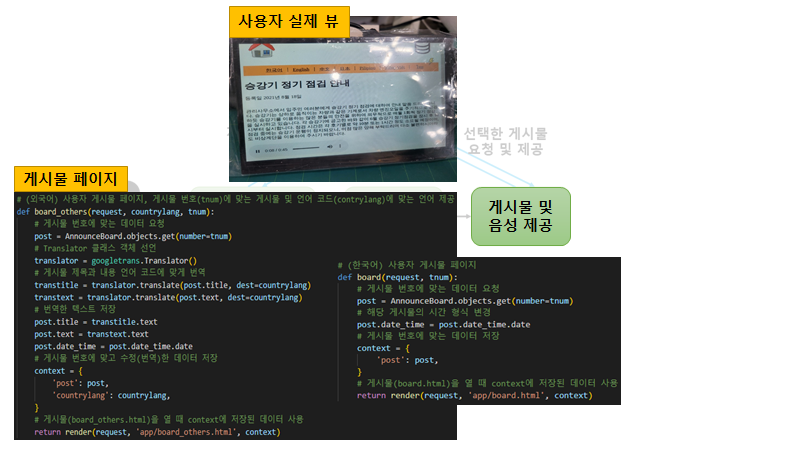 사용자 실제 뷰
한국어 | English
승강기 정기 점검 안내
등록일 2021년 8월 18일
선택한 게시물
요청 및 제공
게시물 페이지
게시물 및
음성 제공
# (외국어) 사용자 게시물 페이지, 게시물 번호(tnum)에 맞는 게시물 및 언어 코드(contrylang)에 맞는 언어 제공
def board_others(request, countrylang, tnum):
# 게시물 번호에 맞는 데이터 요청
post = AnnounceBoard.objects.get(number=tnum)
# Translator 클래스 객체 선언
translator = googletrans.Translator()
# 게시물 제목과 내용 언어 코드에 맞게 번역
transtitle = translator.translate(post.title, dest=countrylang)
transtext = translator.translate(post.text, dest=countrylang)
# 번역한 텍스트 저장
post.title = transtitle.text
post.text = transtext.text
post.date_time = post.date_time.date
# 게시물 번호에 맞고 수정(번역)한 데이터 저장
context = {
'post': post,
'countrylang': countrylang,
}
# 게시물(board_others.html)을 열 때 context에 저장된 데이터 사용
return render(request, 'app/board_others.html', context)
# (한국어) 사용자 게시물 페이지
def board(request, tnum):
# 게시물 번호에 맞는 데이터 요청
post = AnnounceBoard.objects.get(number=tnum)
# 해당 게시물의 시간 형식 변경
post.date_time = post.date_time.date
# 게시물 번호에 맞는 데이터 저장
context = {
'post': post,
}
# 게시물(board.html)을 열 때 context에 저장된 데이터 사용
return render(request, 'app/board.html', context)